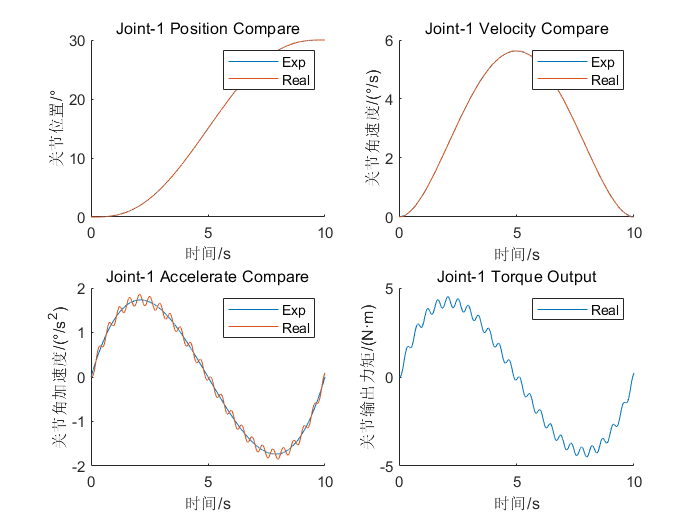 Joint-1 Position Compare
30
20
10
0
0
5
10
关节位置/°
时间/s
Exp
Real
Joint-1 Velocity Compare
6
4
2
0
0
5
10
关节角速度/(°/s)
时间/s
Exp
Real
Joint-1 Accelerate Compare
2
1
0
-1
-2
0
5
10
关节角加速度/(°/s²)
时间/s
Exp
Real
Joint-1 Torque Output
5
0
-5
0
5
10
关节输出力矩/(N·m)
时间/s
Real